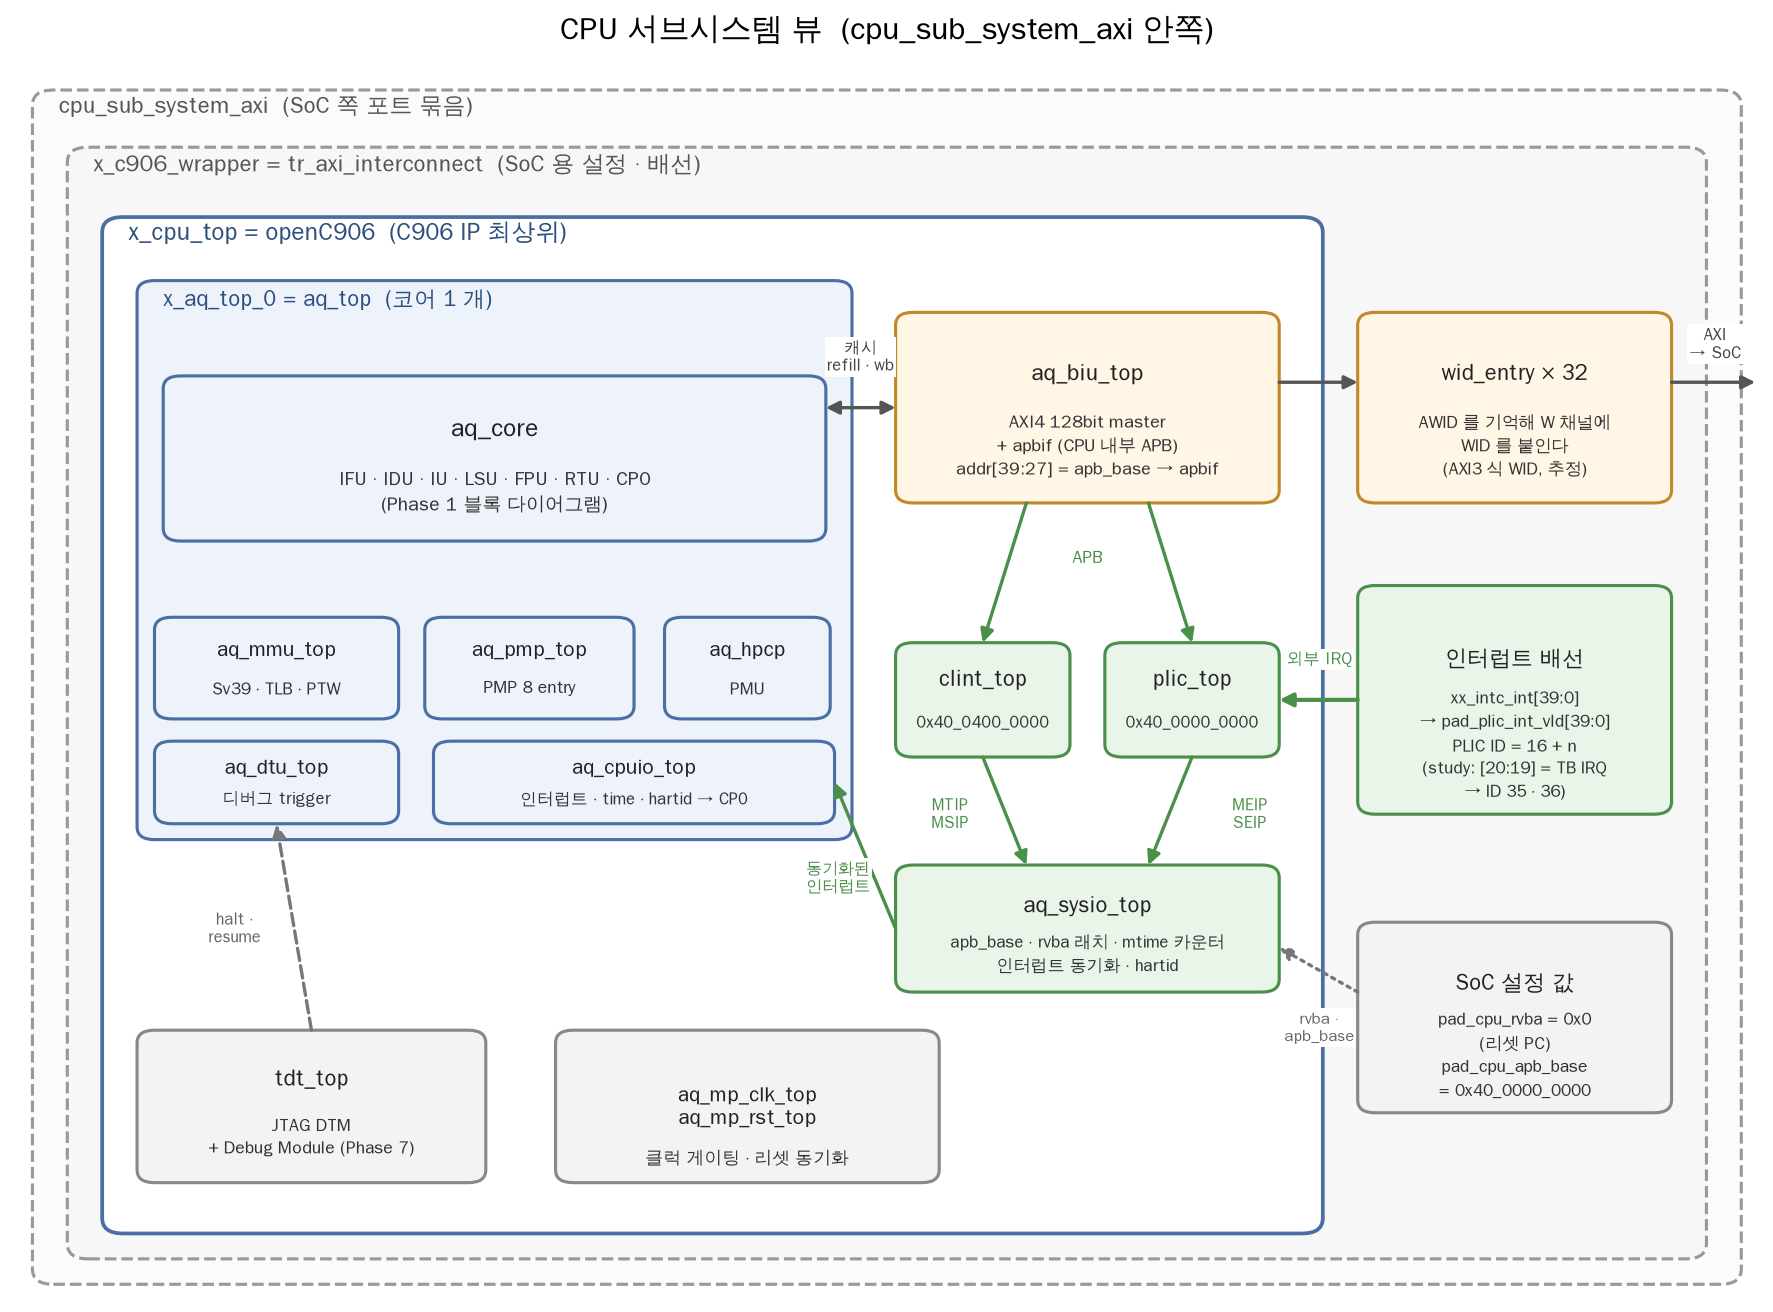 CPU 서브시스템 뷰 (cpu_sub_system_axi 안쪽)
cpu_sub_system_axi (SoC 쪽 포트 묶음)
x_c906_wrapper = tr_axi_interconnect (SoC 용 설정 · 배선)
x_cpu_top = openC906 (C906 IP 최상위)
x_aq_top_0 = aq_top (코어 1 개)
aq_core
IFU · IDU · IU · LSU · FPU · RTU · CP0
(Phase 1 블록 다이어그램)
캐시
refill · wb
aq_biu_top
AXI4 128bit master
+ apbif (CPU 내부 APB)
addr[39:27] = apb_base → apbif
wid_entry × 32
AWID 를 기억해 W 채널에
WID 를 붙인다
(AXI3 식 WID, 추정)
AXI
→ SoC
APB
aq_mmu_top
Sv39 · TLB · PTW
aq_pmp_top
PMP 8 entry
aq_hpcp
PMU
aq_dtu_top
디버그 trigger
aq_cpuio_top
인터럽트 · time · hartid → CP0
clint_top
0x40_0400_0000
plic_top
0x40_0000_0000
외부 IRQ
인터럽트 배선
xx_intc_int[39:0]
→ pad_plic_int_vld[39:0]
PLIC ID = 16 + n
(study: [20:19] = TB IRQ
→ ID 35 · 36)
MTIP
MSIP
MEIP
SEIP
동기화된
인터럽트
aq_sysio_top
apb_base · rvba 래치 · mtime 카운터
인터럽트 동기화 · hartid
halt ·
resume
rvba ·
apb_base
SoC 설정 값
pad_cpu_rvba = 0x0
(리셋 PC)
pad_cpu_apb_base
= 0x40_0000_0000
tdt_top
JTAG DTM
+ Debug Module (Phase 7)
aq_mp_clk_top
aq_mp_rst_top
클럭 게이팅 · 리셋 동기화